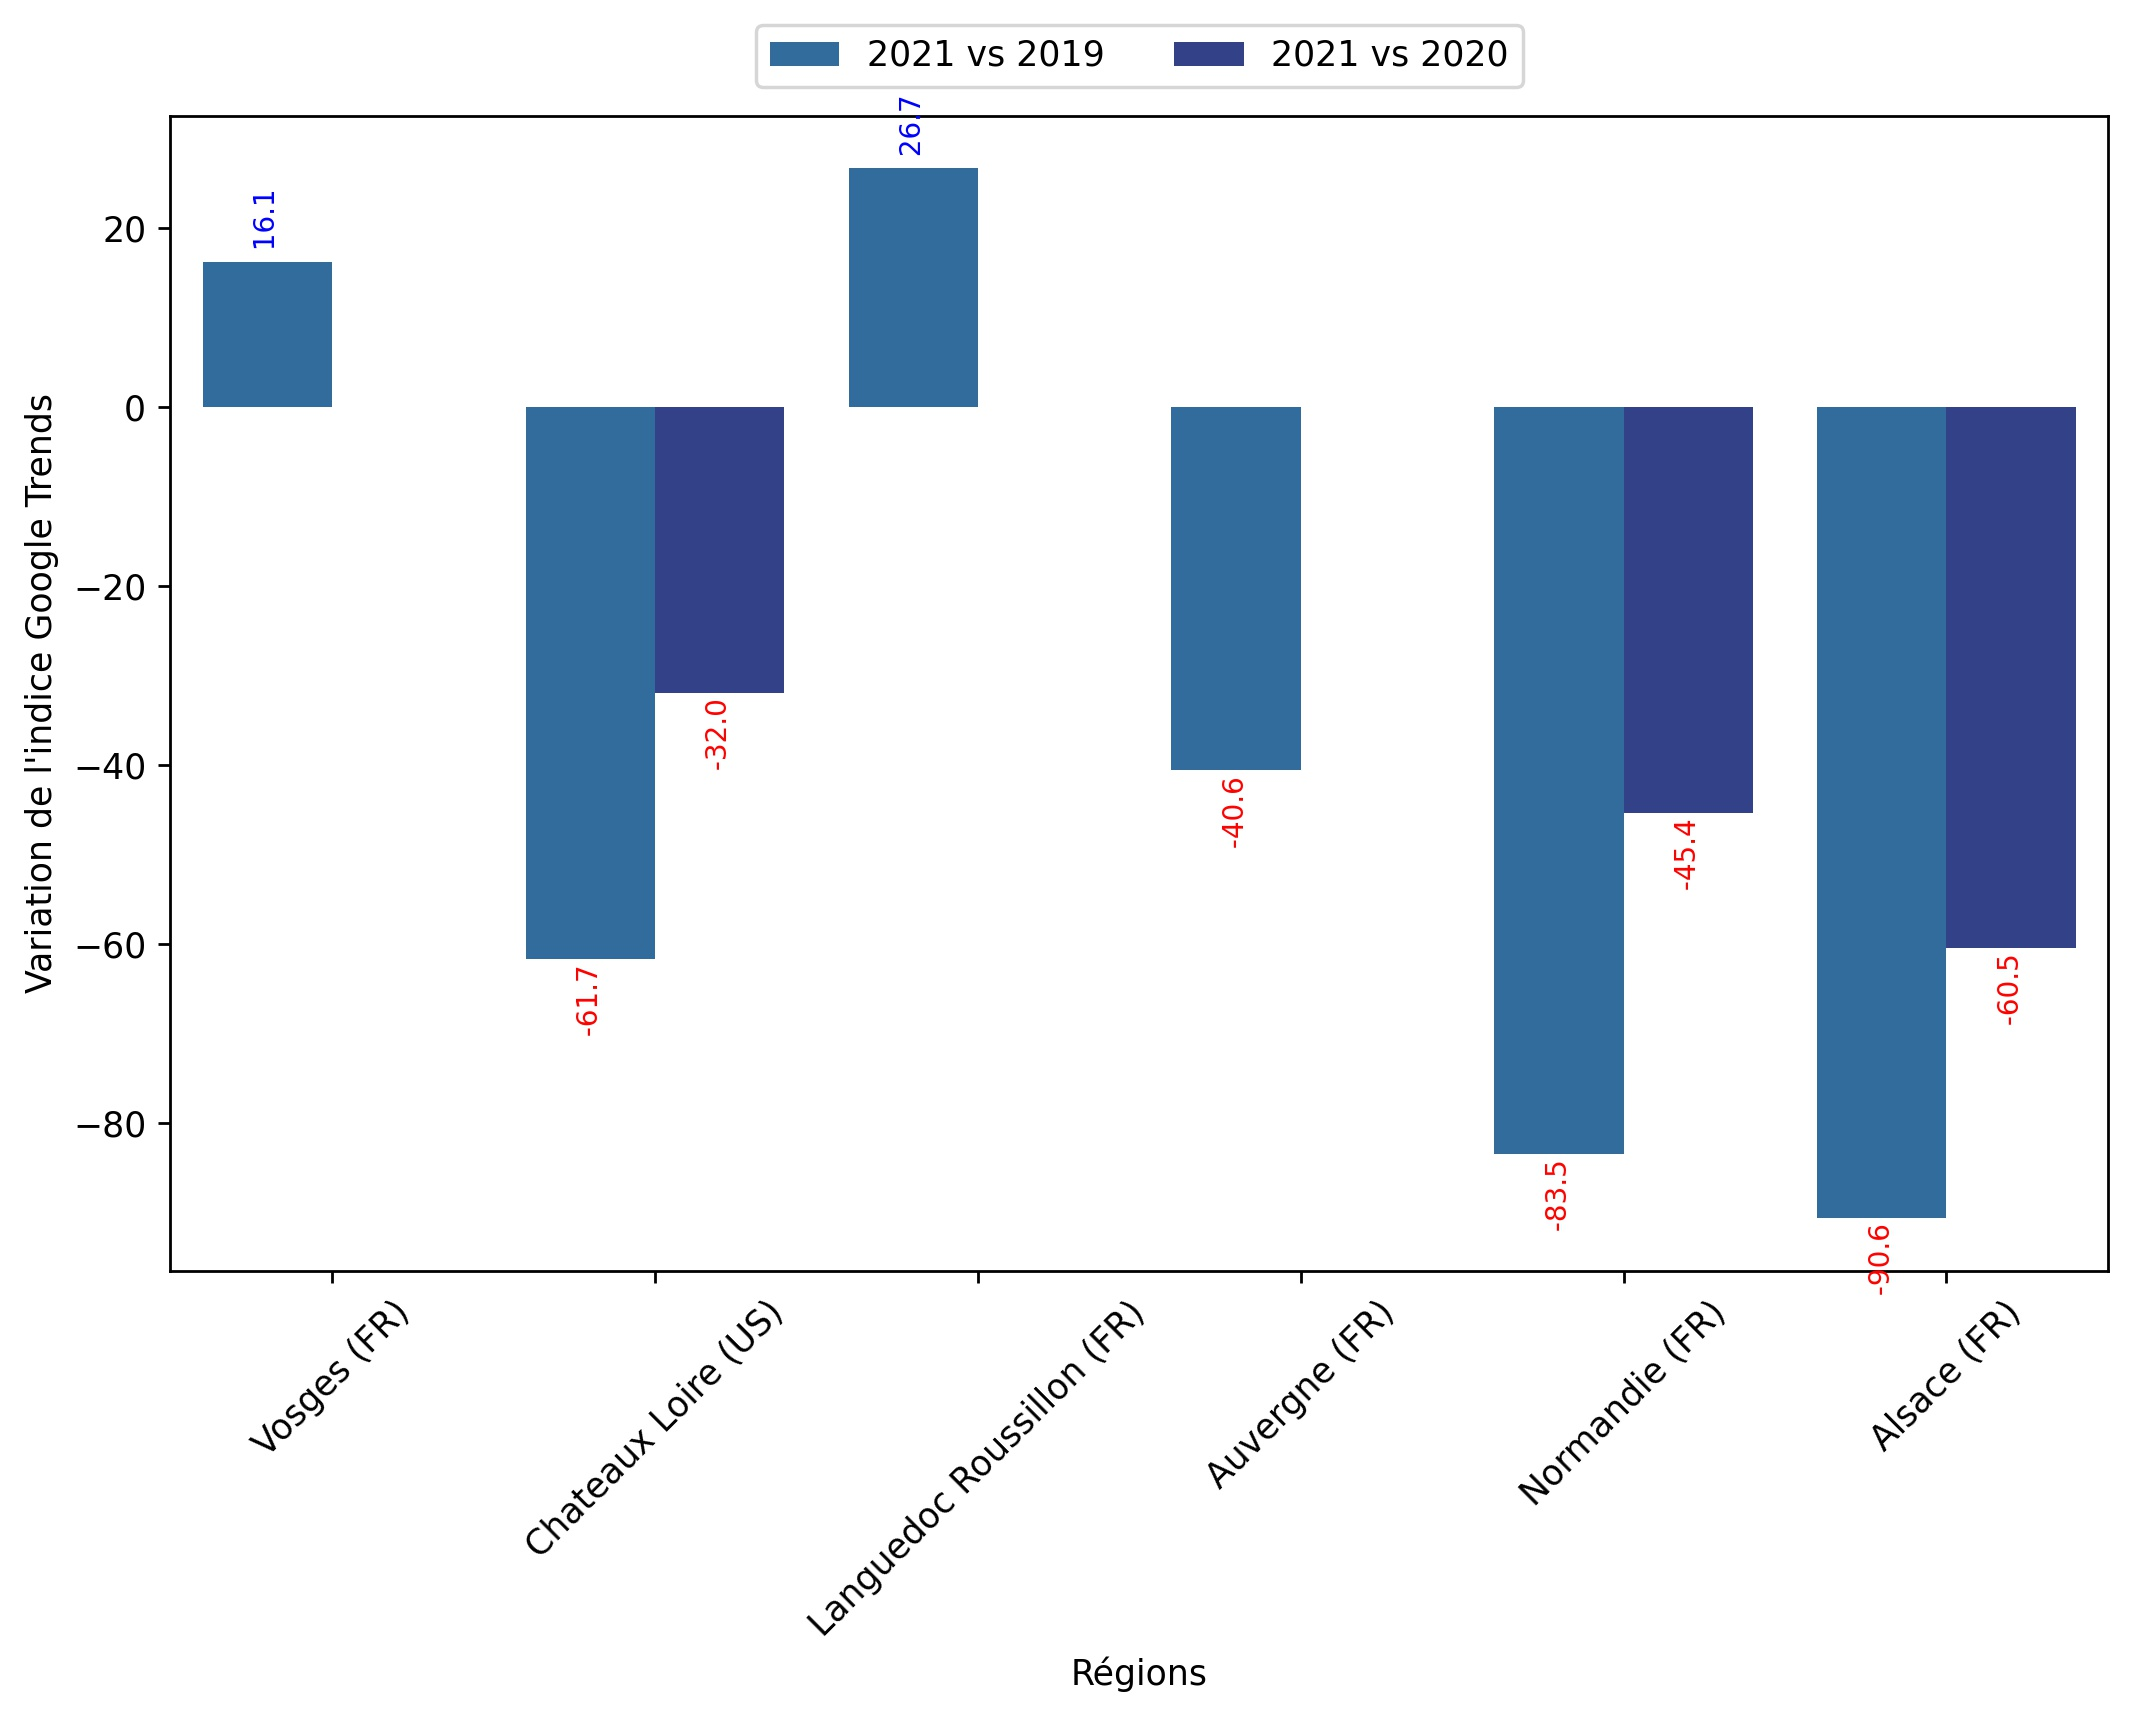 2021 vs 2019 2021 vs 2020
Variation de l'indice Google Trends
20
0
−20
−40
−60
−80
16.1
-61.7
-32.0
26.7
-40.6
-83.5
-45.4
-90.6
-60.5
Vosges (FR)
Chateaux Loire (US)
Languedoc Roussillon (FR)
Auvergne (FR)
Normandie (FR)
Alsace (FR)
Régions